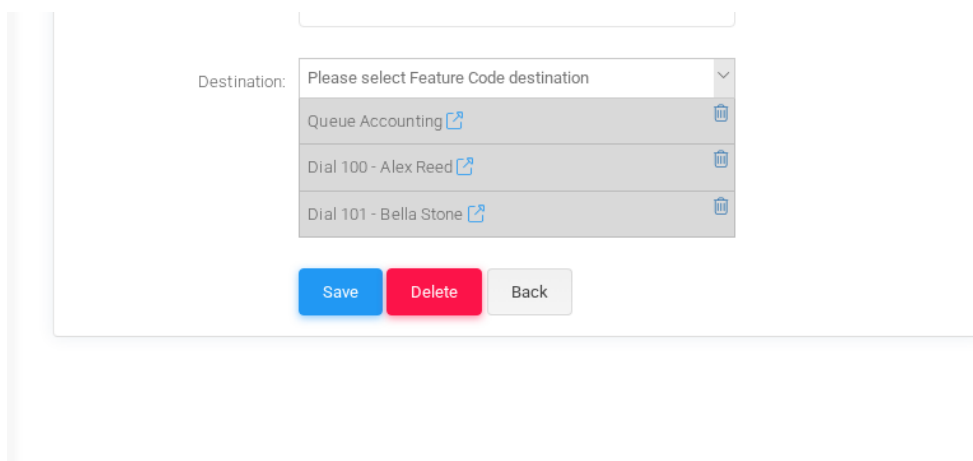 Destination: Please select Feature Code destination
Queue Accounting
Dial 100 - Alex Reed
Dial 101 - Bella Stone
Save Delete Back